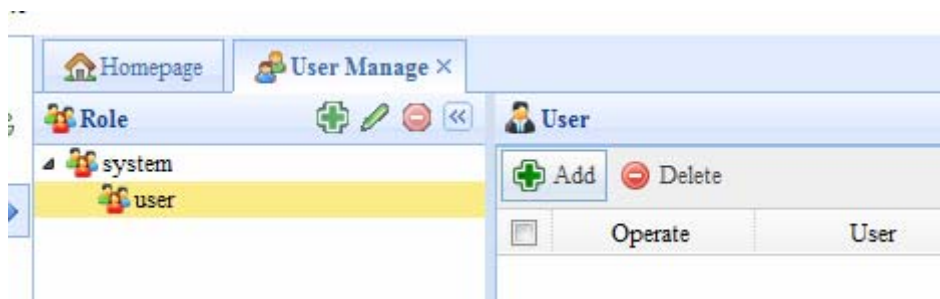 Homepage
User Manage ×
Role
User
system
Add
Delete
user
Operate
User